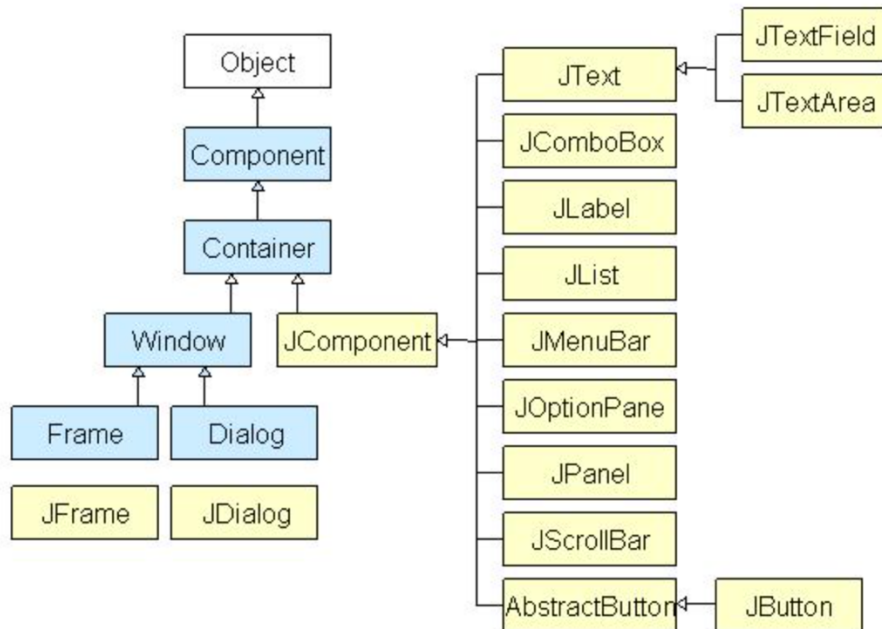 Object
Component
Container
Window
JComponent
Frame
Dialog
JFrame
JDialog
JText
JComboBox
JLabel
JList
JMenuBar
JOptionPane
JPanel
JScrollBar
AbstractButton
JTextField
JTextArea
JButton